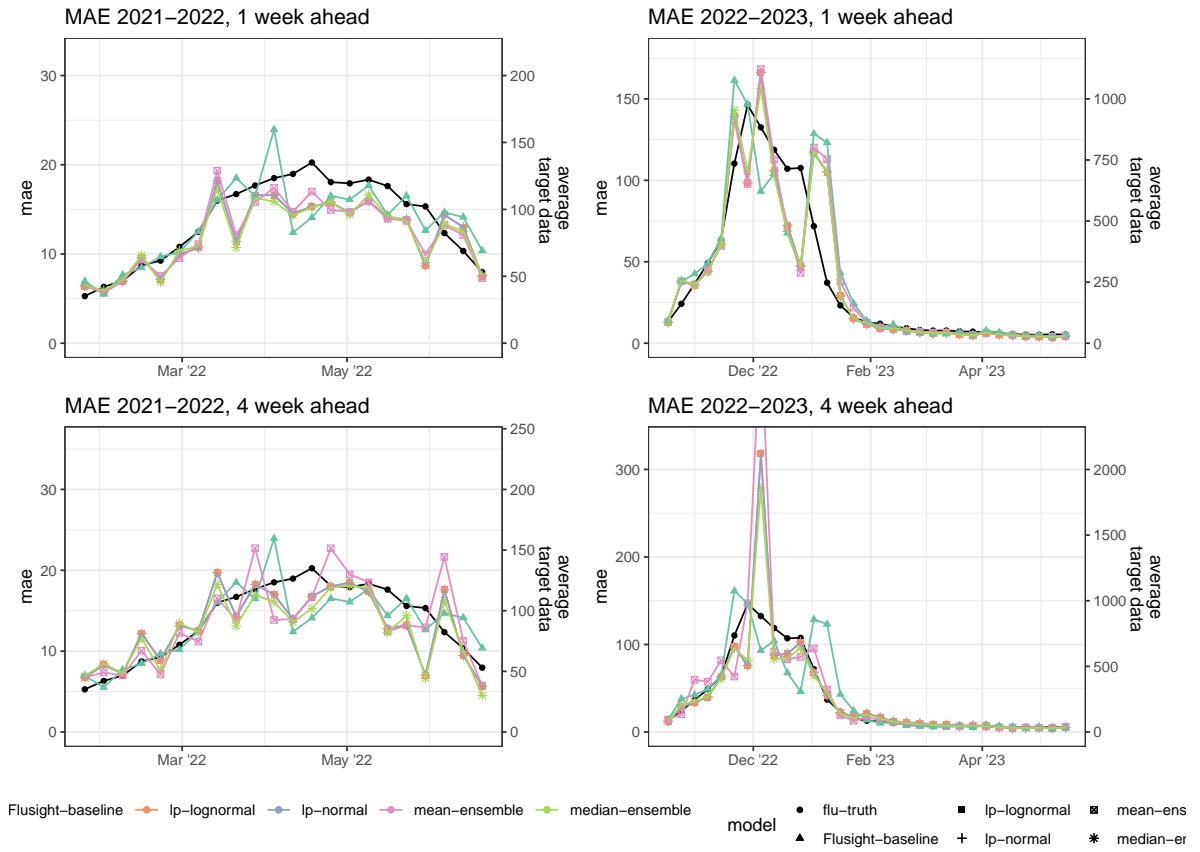 MAE 2021−2022, 1 week ahead
MAE 2022−2023, 1 week ahead
30
20
10
0
mae
200
150
100
50
0
average
target data
Mar '22
May '22
150
100
50
0
mae
1000
750
500
250
0
average
target data
Dec '22
Feb '23
Apr '23
MAE 2021−2022, 4 week ahead
MAE 2022−2023, 4 week ahead
30
20
10
0
mae
250
200
150
100
50
0
average
target data
Mar '22
May '22
300
200
100
0
mae
2000
1500
1000
500
0
average
target data
Dec '22
Feb '23
Apr '23
Flusight−baseline lp−lognormal lp−normal mean−ensemble median−ensemble
model
flu−truth lp−lognormal mean−ens
Flusight−baseline lp−normal median−er